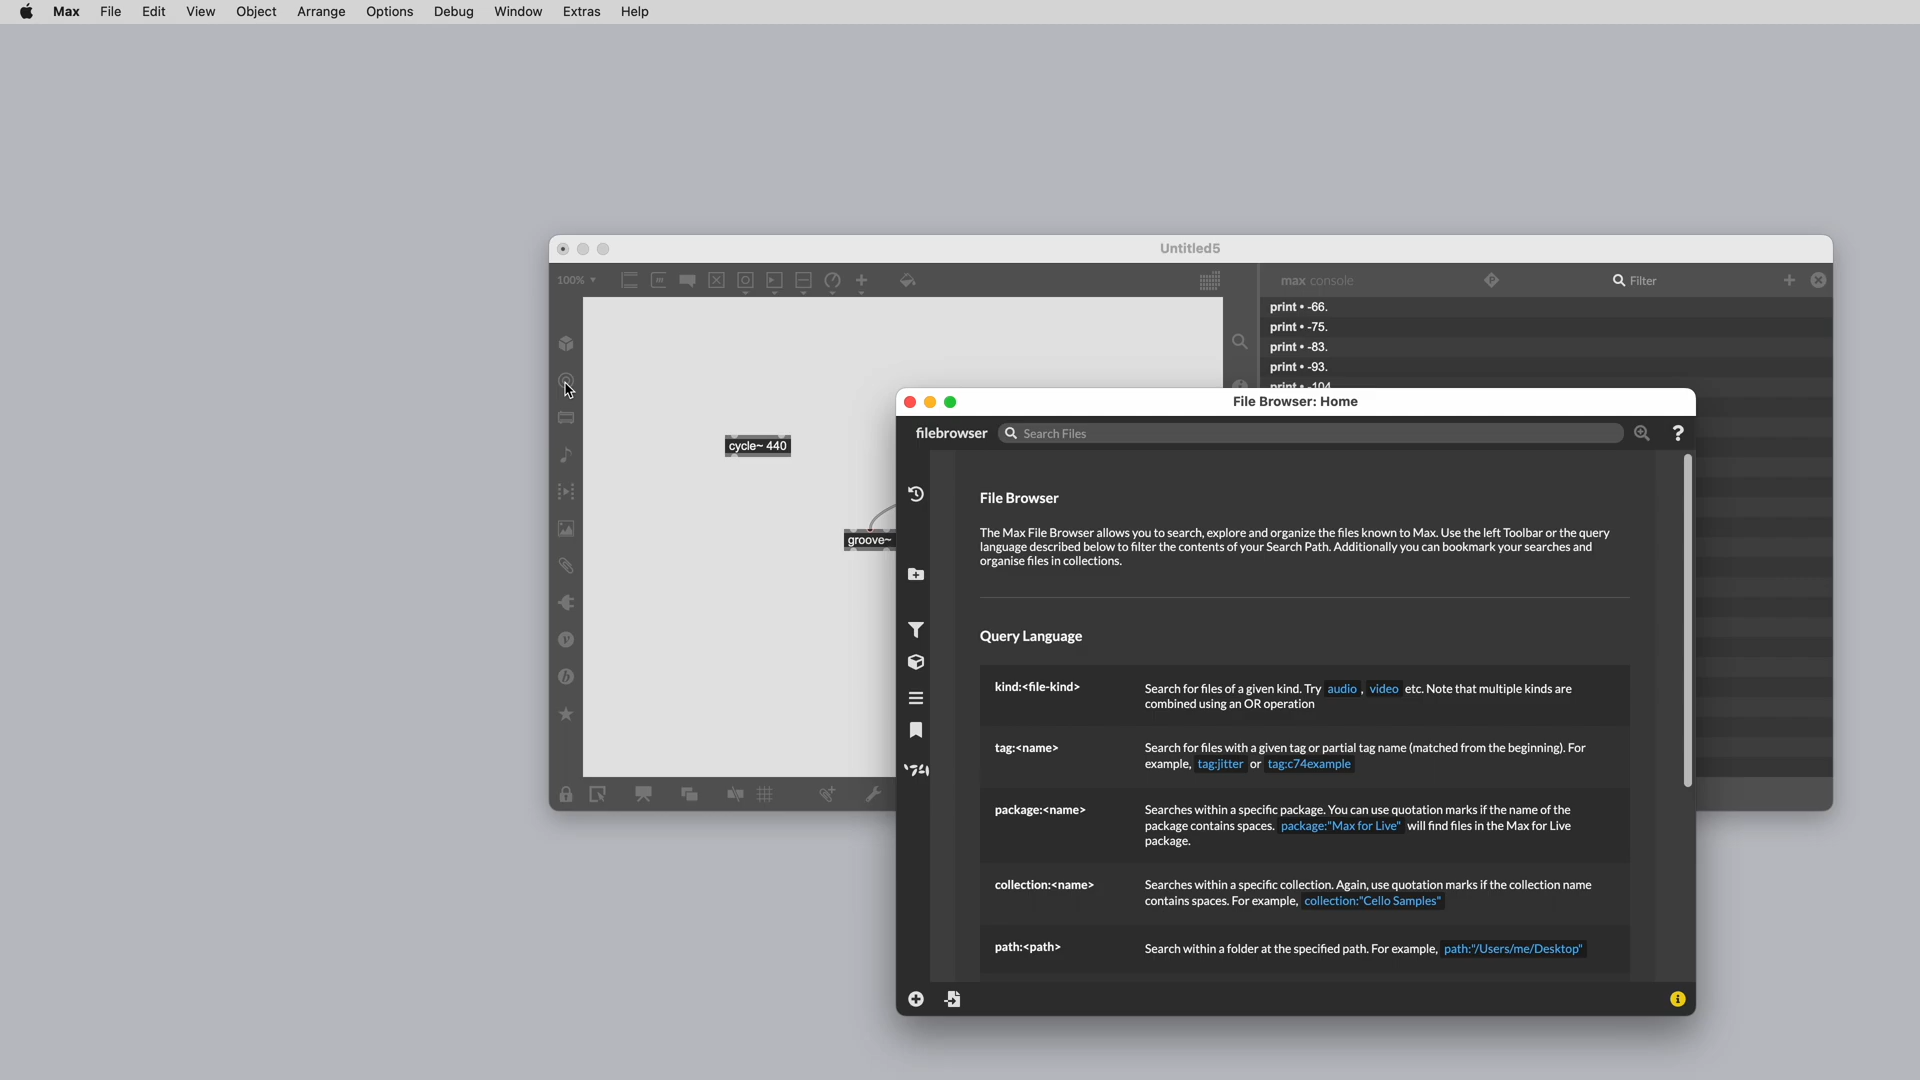 Max File Edit View Object Arrange Options Debug Window Extras Help
Untitled5
100%
max console
Filter
print • -66.
print • -75.
print • -83.
print • -93.
print • -104
cycle~ 440
groove~
File Browser: Home
filebrowser
Search Files
?
File Browser
The Max File Browser allows you to search, explore and organize the files known to Max. Use the left Toolbar or the query
language described below to filter the contents of your Search Path. Additionally you can bookmark your searches and
organise files in collections.
Query Language
kind:<file-kind>
Search for files of a given kind. Try audio , video etc. Note that multiple kinds are
combined using an OR operation
tag:<name>
Search for files with a given tag or partial tag name (matched from the beginning). For
example, tag:jitter or tag:c74example
package:<name>
Searches within a specific package. You can use quotation marks if the name of the
package contains spaces. package:"Max for Live" will find files in the Max for Live
package.
collection:<name>
Searches within a specific collection. Again, use quotation marks if the collection name
contains spaces. For example, collection:"Cello Samples"
path:<path>
Search within a folder at the specified path. For example, path:"/Users/me/Desktop"
'74